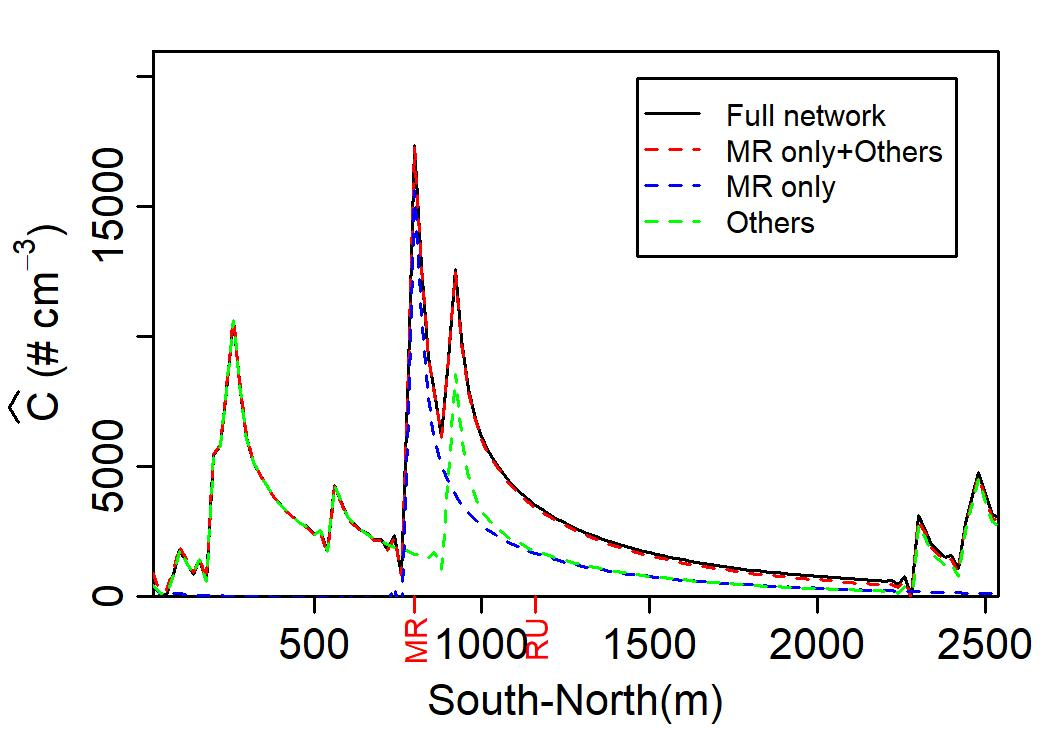 Full network
MR only+Others
MR only
Others
Ĉ (# cm⁻³)
15000
5000
0
500
MR
1000
RU
1500
2000
2500
South-North(m)